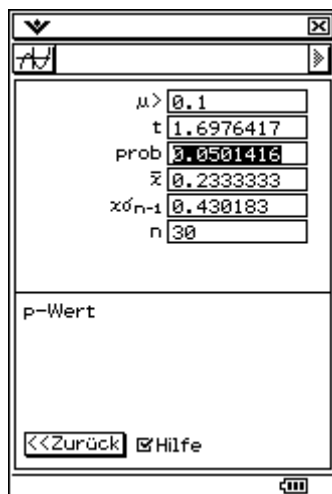 μ> 0.1
t 1.6976417
prob 0.0501416
x̄ 0.2333333
xσn-1 0.430183
n 30
p-Wert
<<Zurück Hilfe